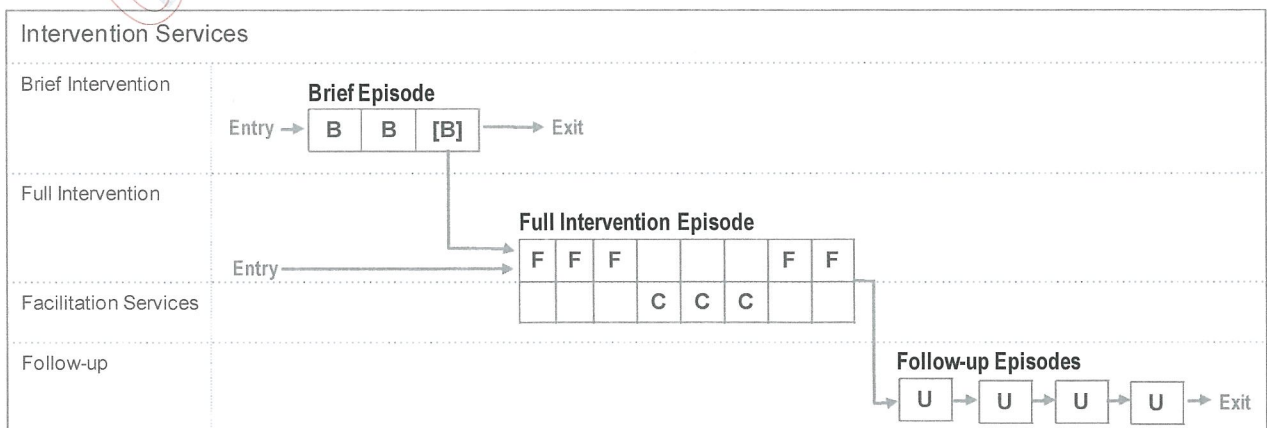 Intervention Services
Brief Intervention
Brief Episode
Entry → B B [B] → Exit
Full Intervention
Full Intervention Episode
F F F F F
Entry
Facilitation Services
C C C
Follow-up
Follow-up Episodes
U → U → U → U → Exit